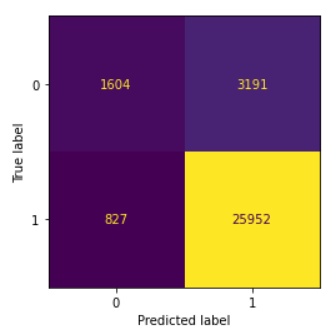 0
1604 3191
True label
1
827 25952
0 1
Predicted label